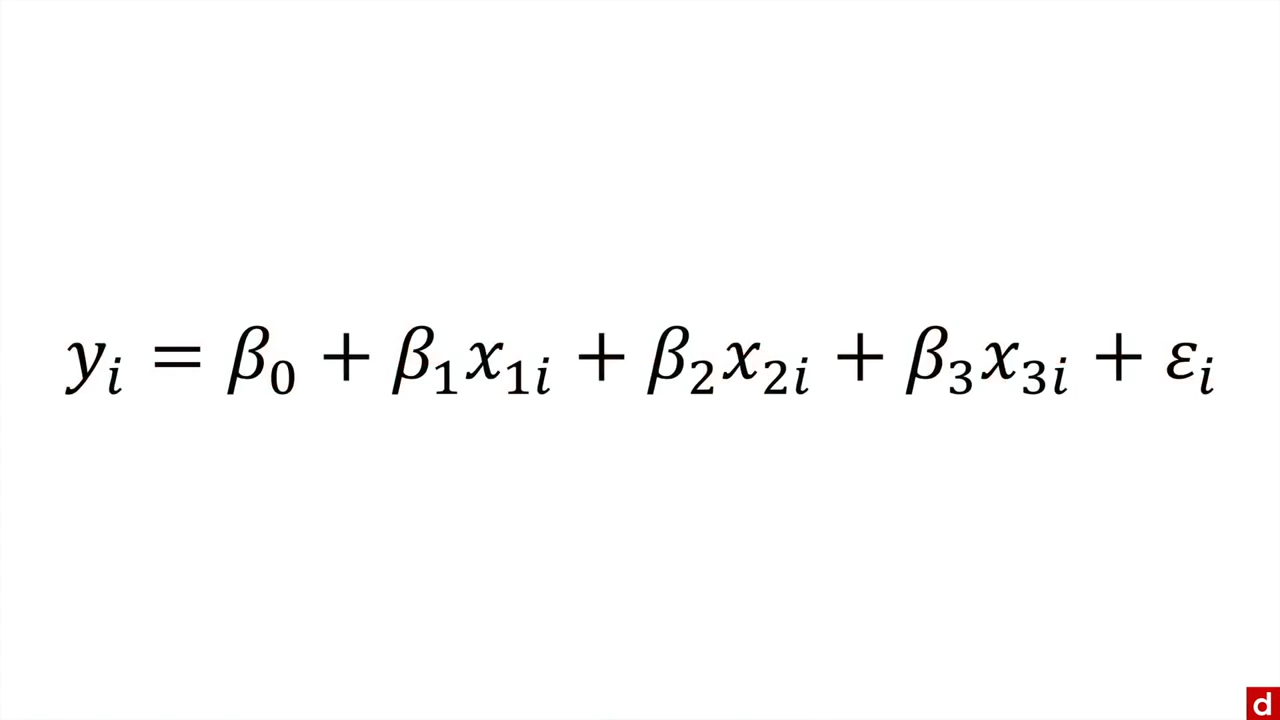 yᵢ = β₀ + β₁x₁ᵢ + β₂x₂ᵢ + β₃x₃ᵢ + εᵢ
d